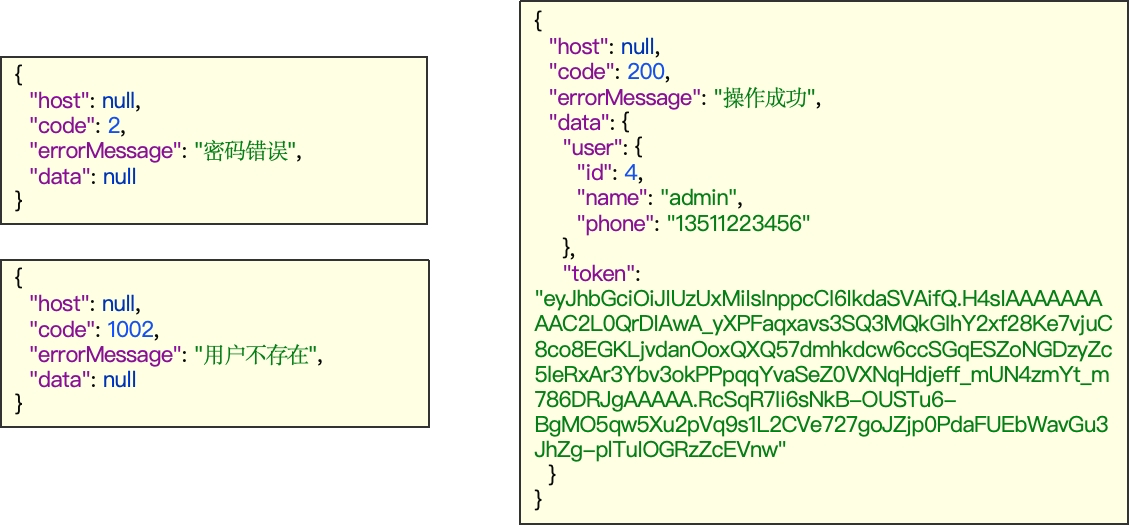 {
"host": null,
"code": 2,
"errorMessage": "密码错误",
"data": null
}
{
"host": null,
"code": 1002,
"errorMessage": "用户不存在",
"data": null
}
{
"host": null,
"code": 200,
"errorMessage": "操作成功",
"data": {
"user": {
"id": 4,
"name": "admin",
"phone": "13511223456"
},
"token":
"eyJhbGciOiJIUzUxMiIsInppcCI6IkdaSVAifQ.H4sIAAAAAAA
AAC2L0QrDIAwA_yXPFaqxavs3SQ3MQkGIhY2xf28Ke7vjuC
8co8EGKLjvdanOoxQXQ57dmhkdcw6ccSGqESZoNGDzyZc
5IeRxAr3Ybv3okPPpqqYvaSeZ0VXNqHdjeff_mUN4zmYt_m
786DRJgAAAAA.RcSqR7Ii6sNkB-OUSTu6-
BgMO5qw5Xu2pVq9s1L2CVe727goJZjp0PdaFUEbWavGu3
JhZg-plTulOGRzZcEVnw"
}
}